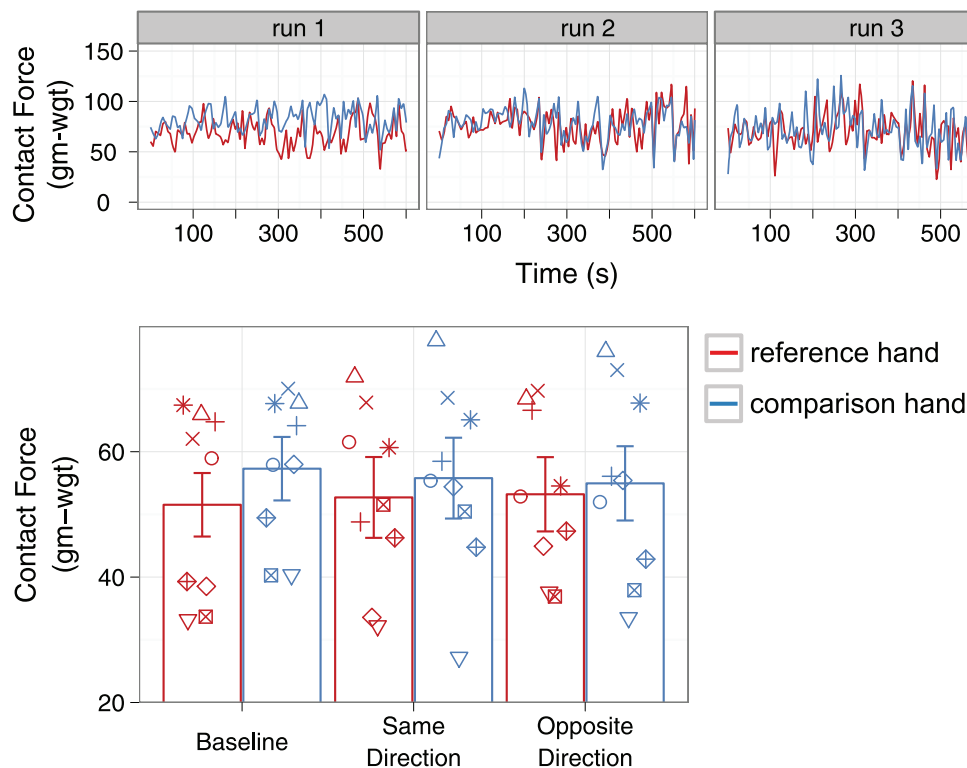 run 1
run 2
run 3
Contact Force
(gm-wgt)
150
100
50
0
100
300
500
100
300
500
100
300
500
Time (s)
Contact Force
(gm−wgt)
60
40
20
Baseline
Same
Direction
Opposite
Direction
reference hand
comparison hand